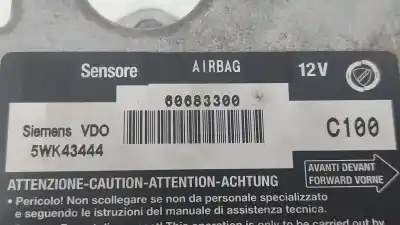 Sensore AIRBAG 12V
60683300
Siemens VDO
5WK43444
C100
AVANTI DEVANT
FORWARD VORNE
ATTENZIONE-CAUTION-ATTENTION-ACHTUNG
• Pericolo! Non scollegare se non da personale specializzato
e seguendo le istruzioni del manuale di assistenza tecnica.
This operation is only to be carried out by